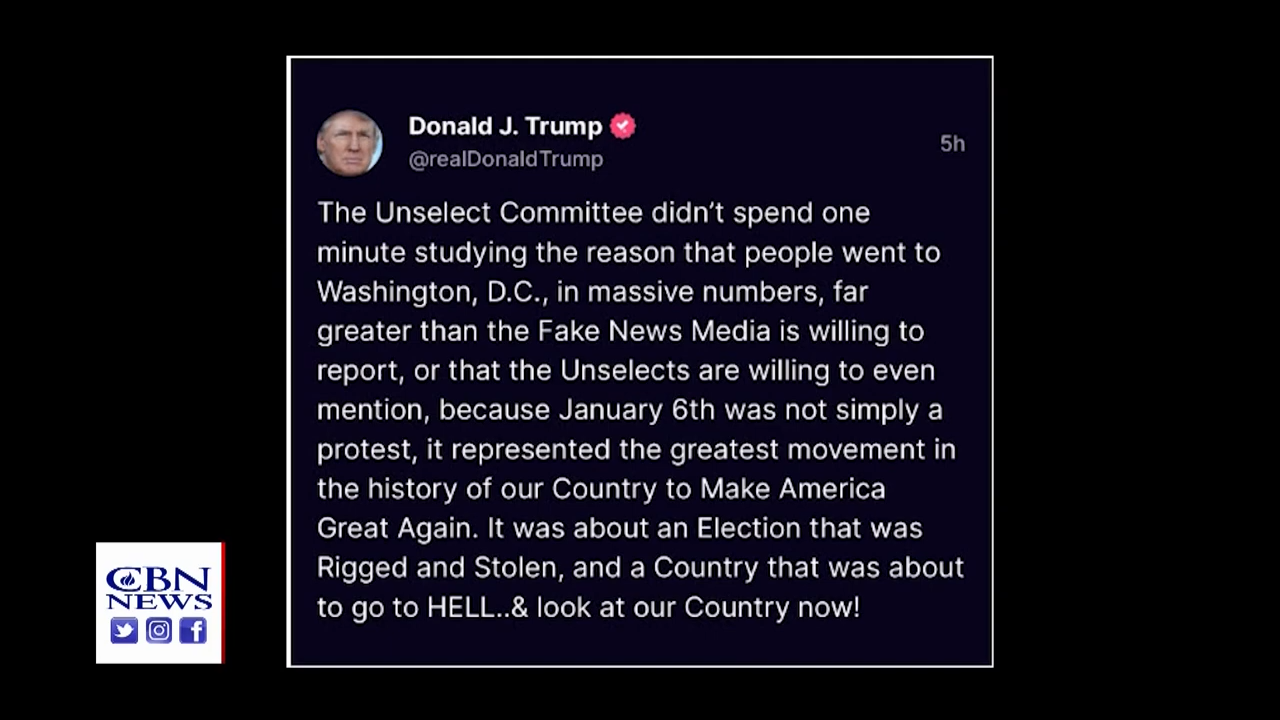 Donald J. Trump
@realDonaldTrump
5h
The Unselect Committee didn’t spend one
minute studying the reason that people went to
Washington, D.C., in massive numbers, far
greater than the Fake News Media is willing to
report, or that the Unselects are willing to even
mention, because January 6th was not simply a
protest, it represented the greatest movement in
the history of our Country to Make America
Great Again. It was about an Election that was
Rigged and Stolen, and a Country that was about
to go to HELL..& look at our Country now!
CBN
NEWS